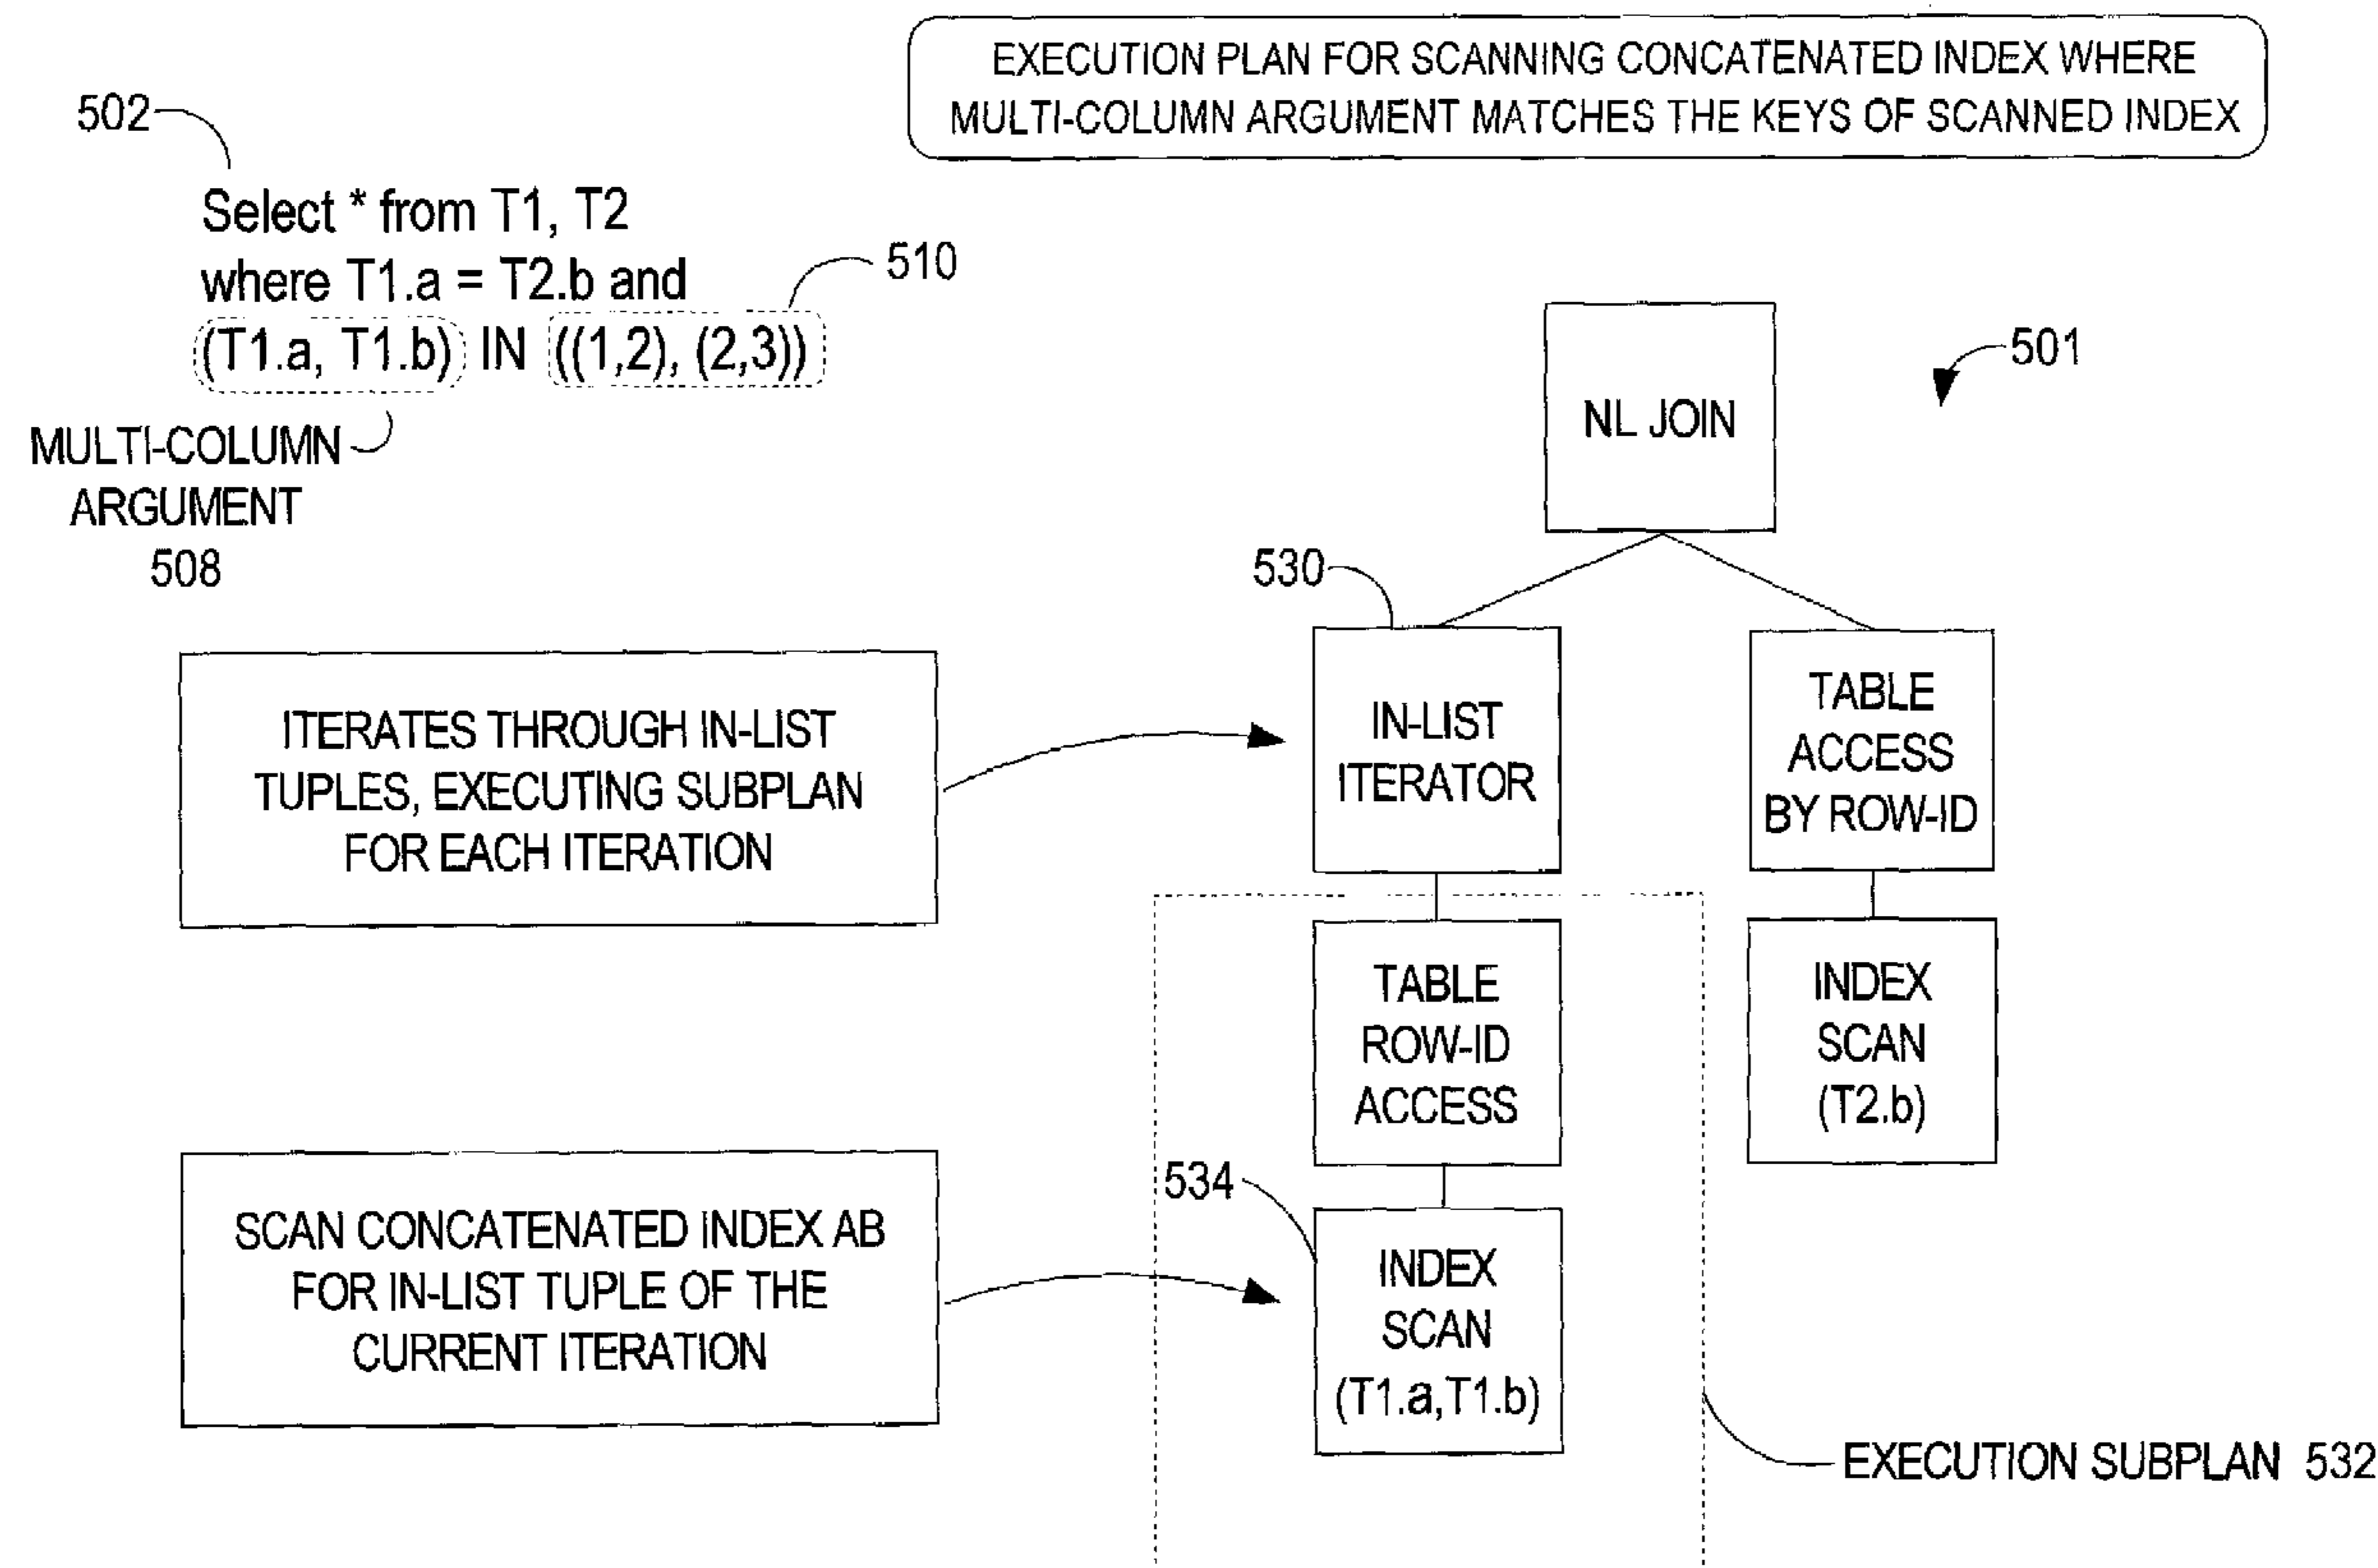 EXECUTION PLAN FOR SCANNING CONCATENATED INDEX WHERE
MULTI-COLUMN ARGUMENT MATCHES THE KEYS OF SCANNED INDEX
502
Select * from T1, T2
where T1.a = T2.b and
(T1.a, T1.b) IN ((1,2), (2,3))
510
MULTI-COLUMN
ARGUMENT
508
501
NL JOIN
530
ITERATES THROUGH IN-LIST
TUPLES, EXECUTING SUBPLAN
FOR EACH ITERATION
IN-LIST
ITERATOR
TABLE
ACCESS
BY ROW-ID
TABLE
ROW-ID
ACCESS
INDEX
SCAN
(T2.b)
534
SCAN CONCATENATED INDEX AB
FOR IN-LIST TUPLE OF THE
CURRENT ITERATION
INDEX
SCAN
(T1.a,T1.b)
EXECUTION SUBPLAN 532